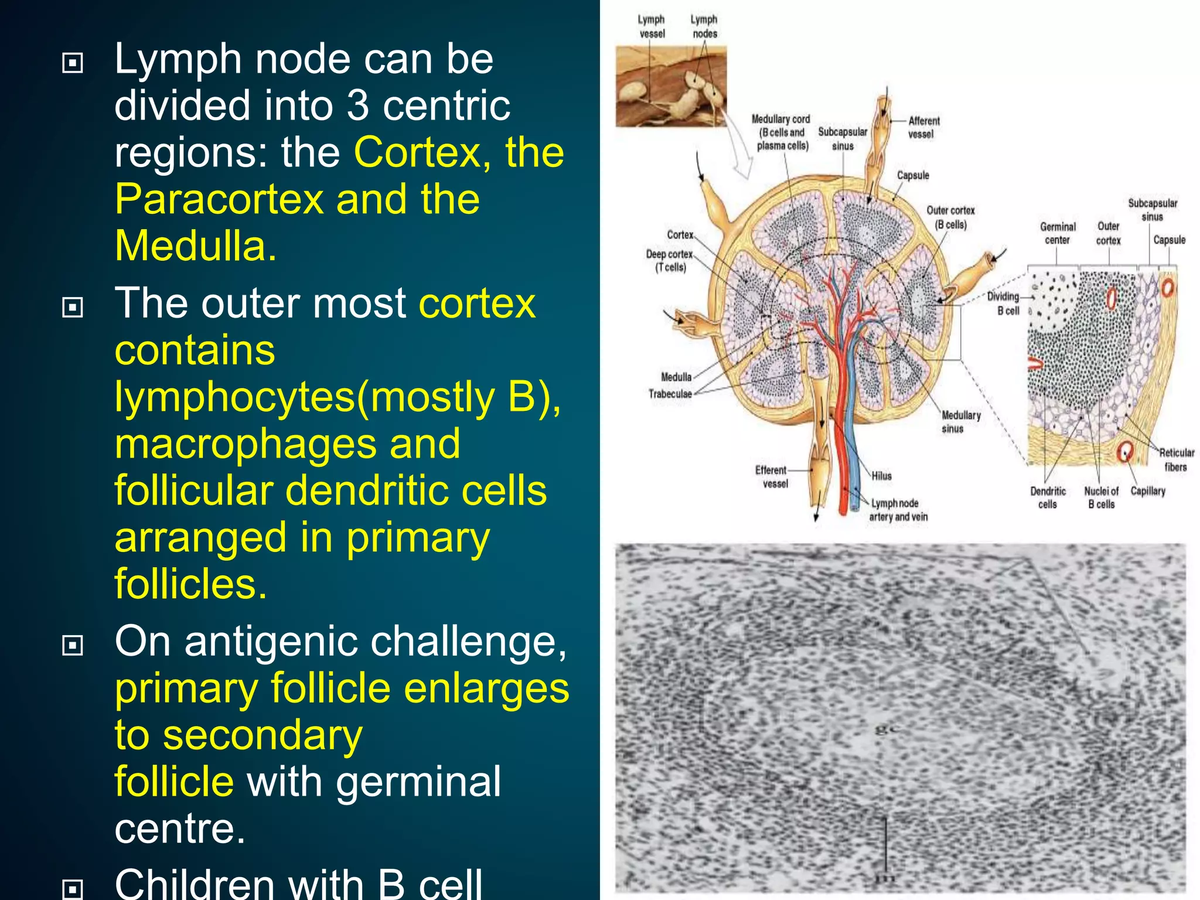 Lymph node can be
divided into 3 centric
regions: the Cortex, the
Paracortex and the
Medulla.
The outer most cortex
contains
lymphocytes(mostly B),
macrophages and
follicular dendritic cells
arranged in primary
follicles.
On antigenic challenge,
primary follicle enlarges
to secondary
follicle with germinal
centre.
Children with B cell
Lymph
vessel
Lymph
nodes
Medullary cord
(B cells and
plasma cells)
Subcapsular
sinus
Afferent
vessel
Capsule
Outer cortex
(B cells)
Cortex
Deep cortex
(T cells)
Medulla
Trabeculae
Medullary
sinus
Efferent
vessel
Hilus
Lymph node
artery and vein
Germinal
center
Outer
cortex
Subcapsular
sinus
Capsule
Dividing
B cell
Reticular
fibers
Dendritic
cells
Nuclei of
B cells
Capillary
gc
m